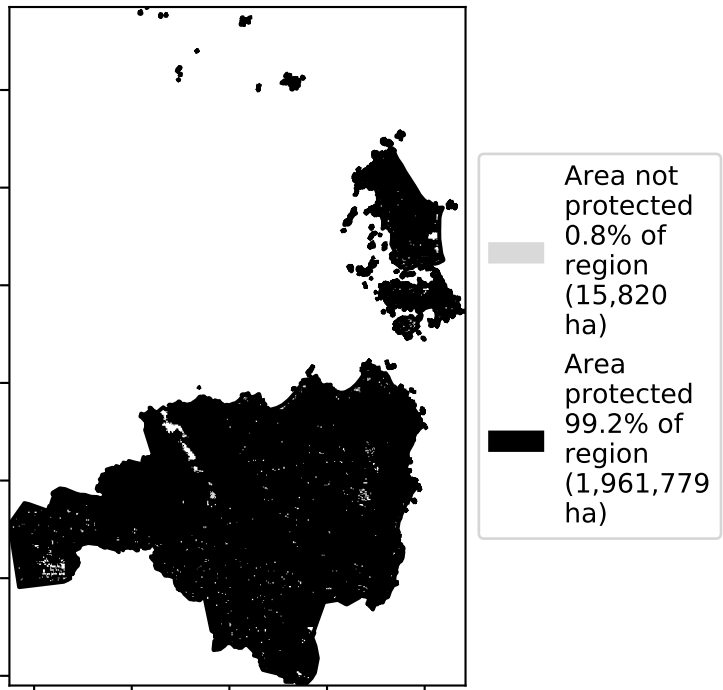 Area not
protected
0.8% of
region
(15,820
ha)
Area
protected
99.2% of
region
(1,961,779
ha)